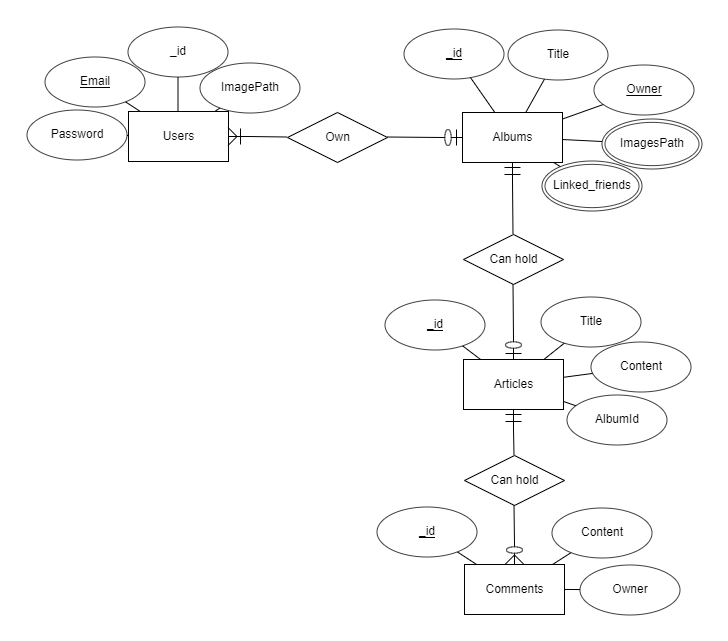 _id
Email
ImagePath
Password
Users
Own
_id
Title
Owner
Albums
ImagesPath
Linked_friends
Can hold
_id
Title
Content
Articles
AlbumId
Can hold
_id
Content
Comments
Owner